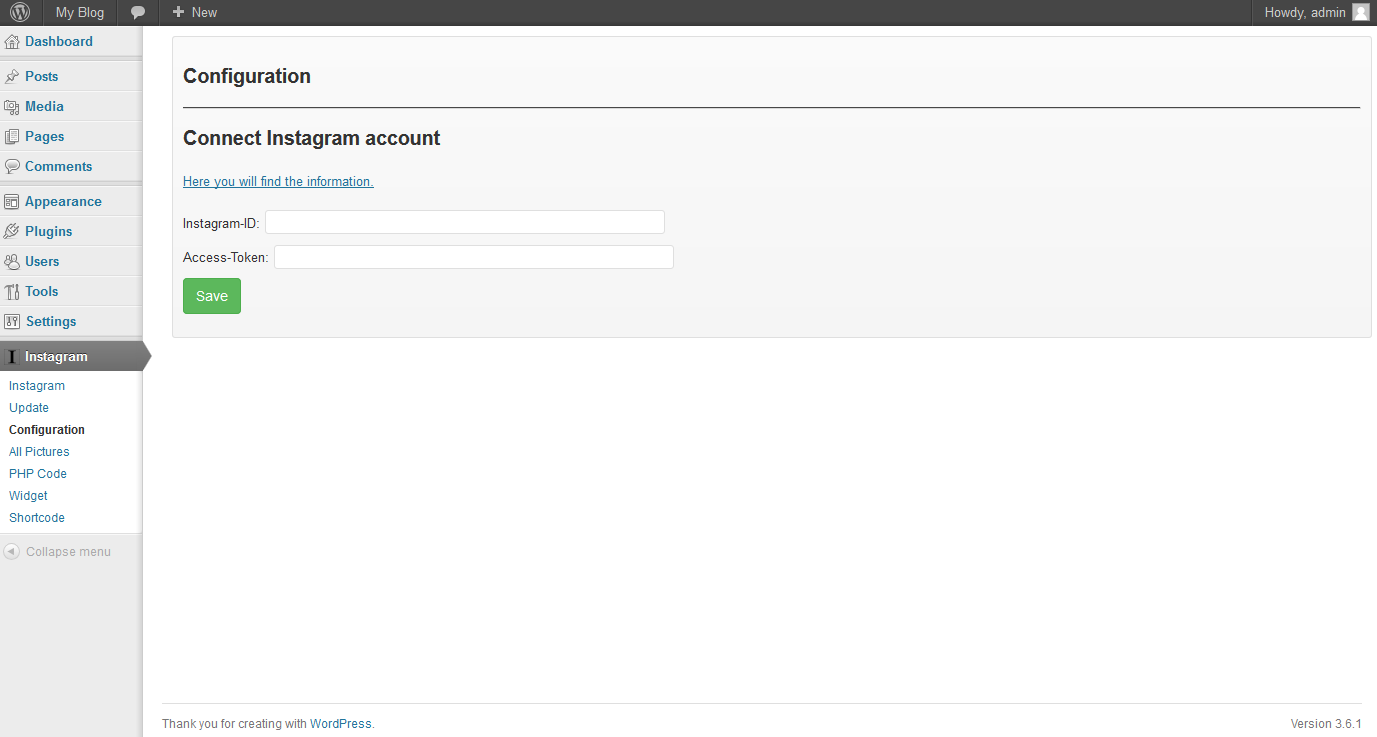 My Blog
New
Howdy, admin
Dashboard
Posts
Media
Pages
Comments
Appearance
Plugins
Users
Tools
Settings
Instagram
Instagram
Update
Configuration
All Pictures
PHP Code
Widget
Shortcode
Collapse menu
Configuration
Connect Instagram account
Here you will find the information.
Instagram-ID:
Access-Token:
Save
Thank you for creating with WordPress.
Version 3.6.1